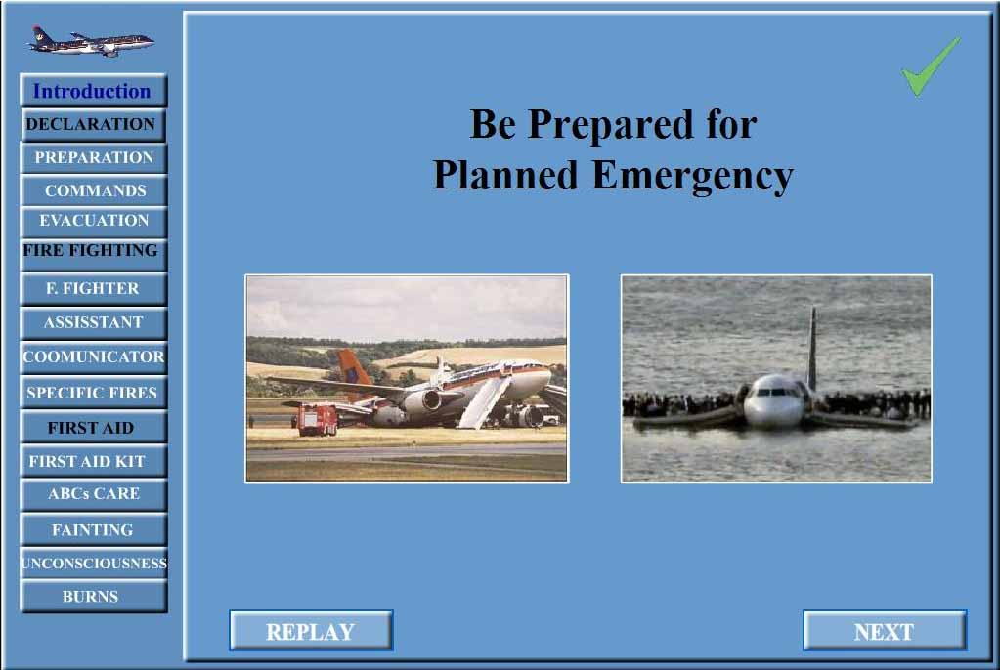 Introduction
DECLARATION
PREPARATION
COMMANDS
EVACUATION
FIRE FIGHTING
F. FIGHTER
ASSISSTANT
COOMUNICATOR
SPECIFIC FIRES
FIRST AID
FIRST AID KIT
ABCs CARE
FAINTING
UNCONSCIOUSNESS
BURNS
Be Prepared for
Planned Emergency
REPLAY
NEXT